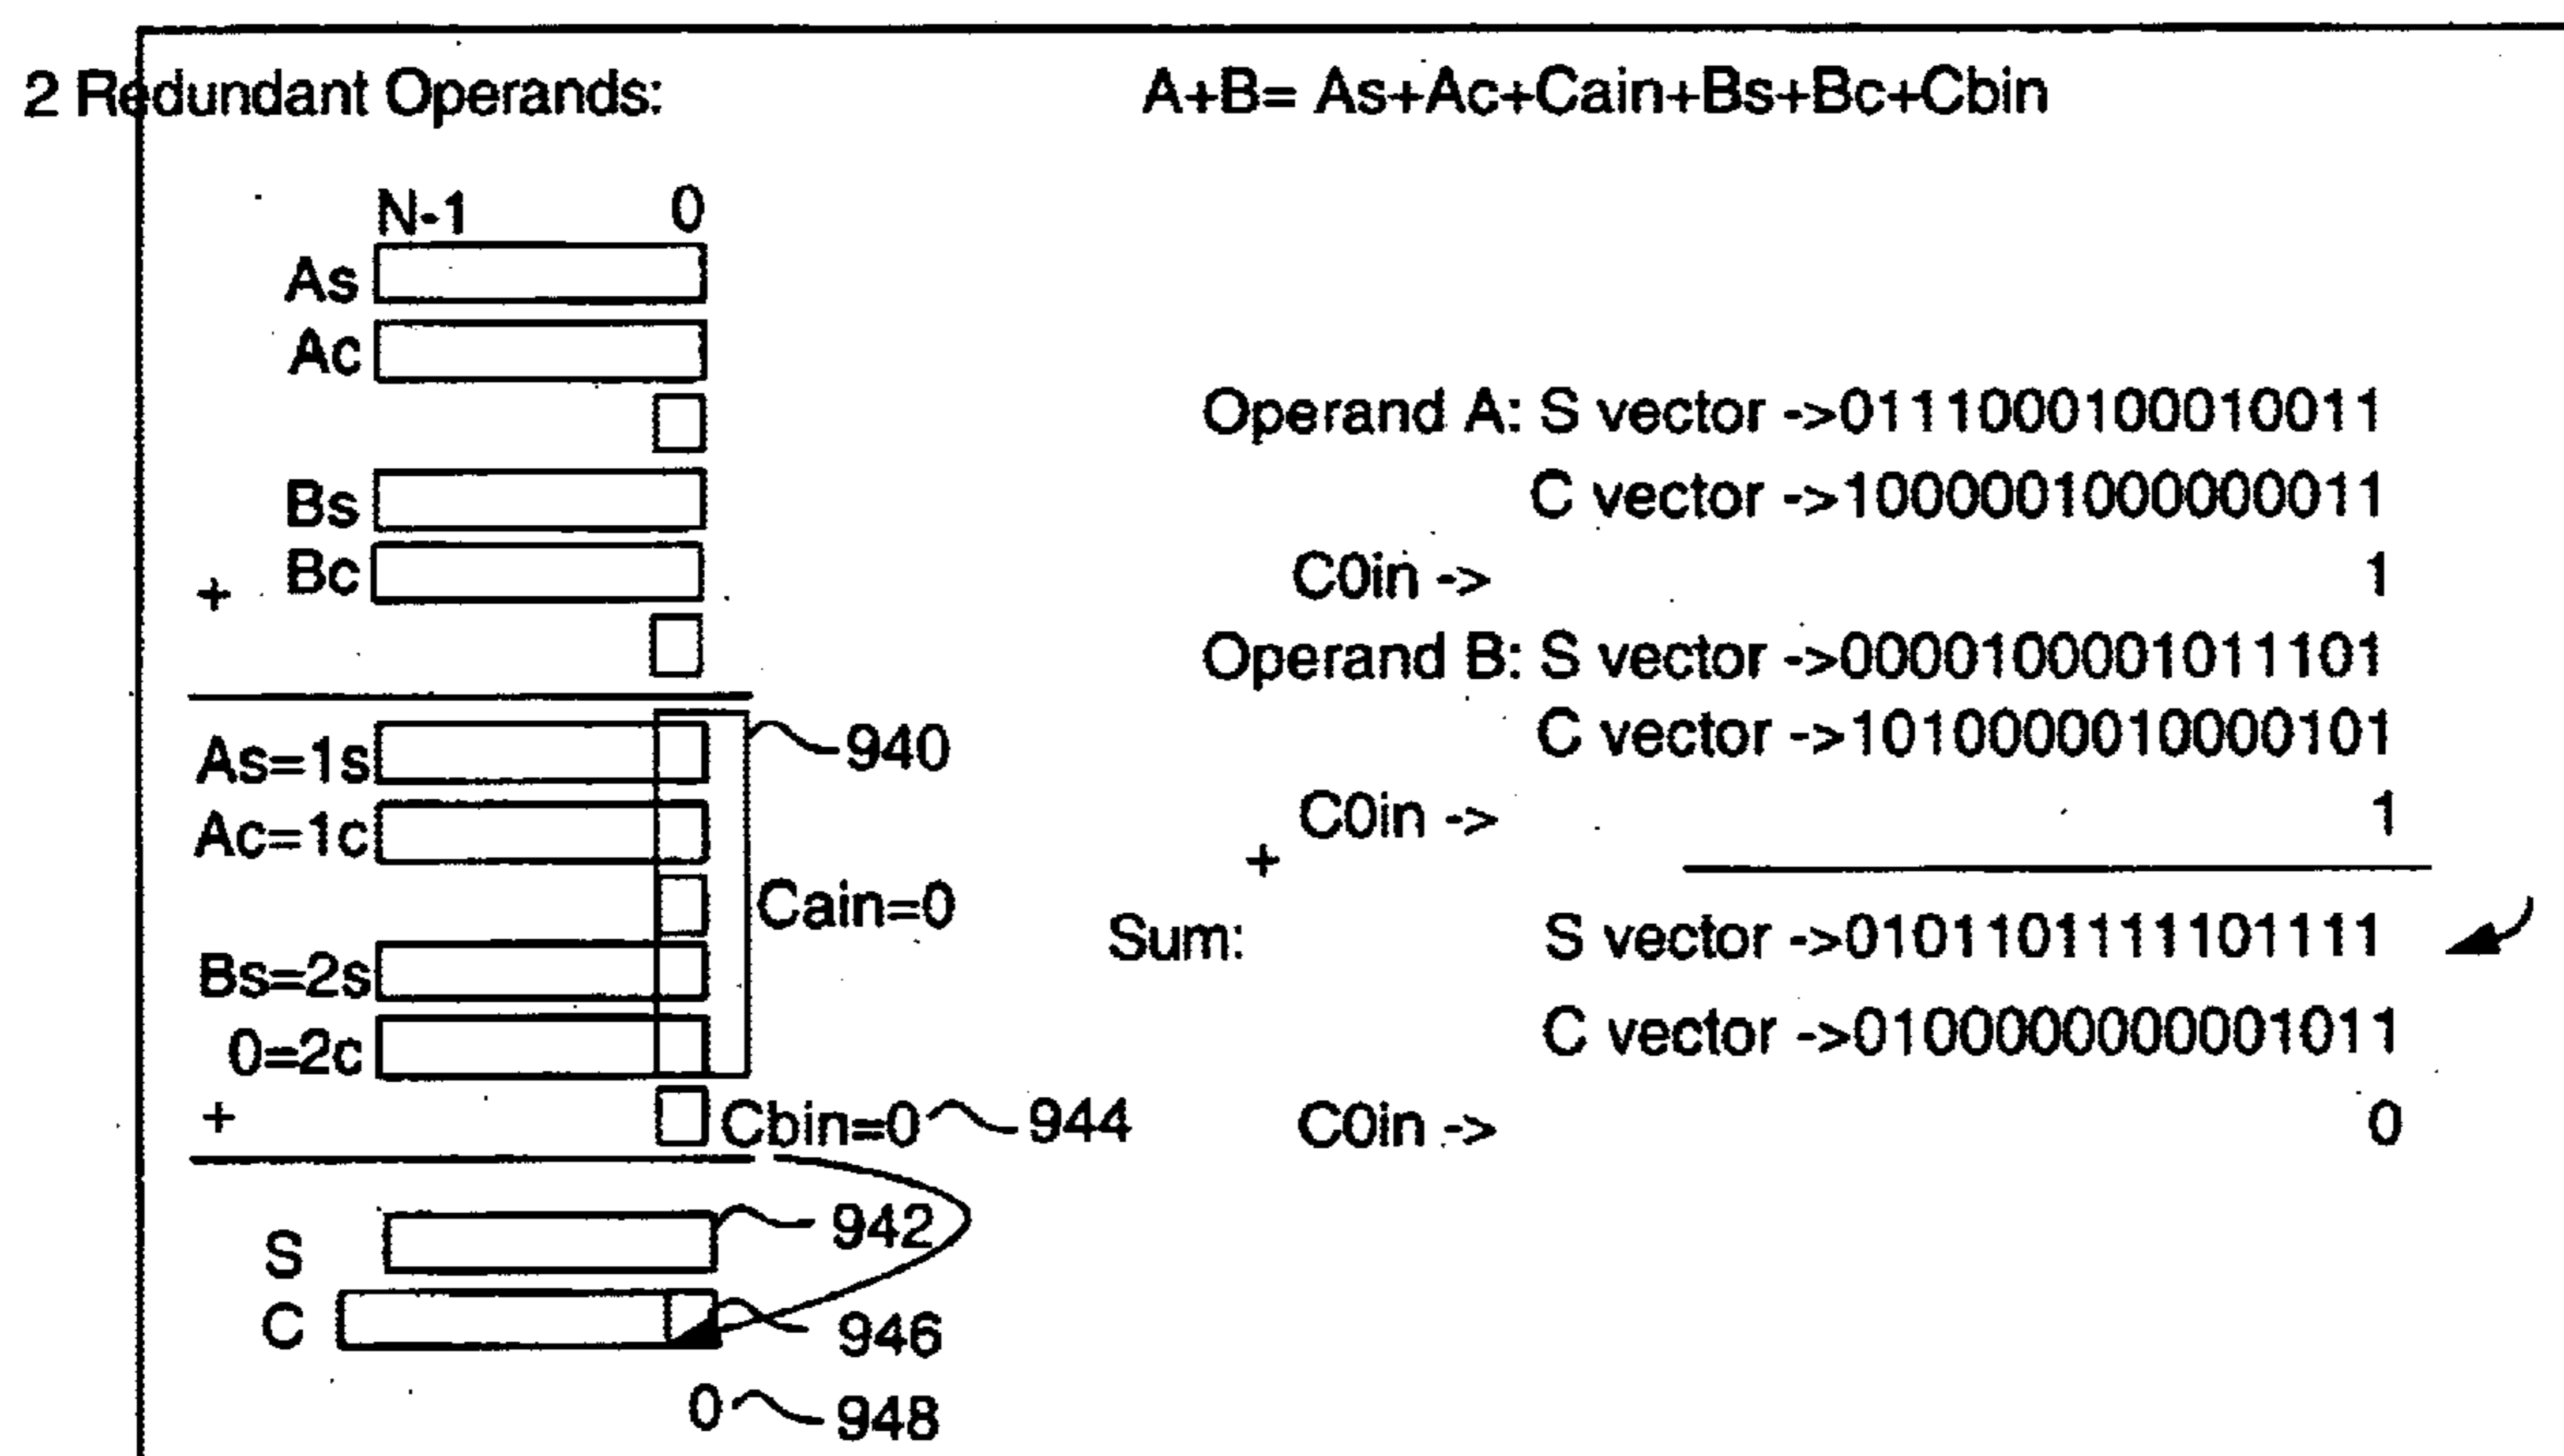 2 Redundant Operands:
A+B= As+Ac+Cain+Bs+Bc+Cbin
N-1 0
As
Ac
Bs
+ Bc
As=1s
940
Ac=1c
Cain=0
Bs=2s
0=2c
+ Cbin=0 944
S 942
C 946
0 948
Operand A: S vector ->0111000100010011
C vector ->1000001000000011
C0in -> 1
Operand B: S vector ->0000100001011101
C vector ->1010000010000101
C0in -> 1
+
Sum: S vector ->0101101111101111
C vector ->0100000000001011
C0in -> 0